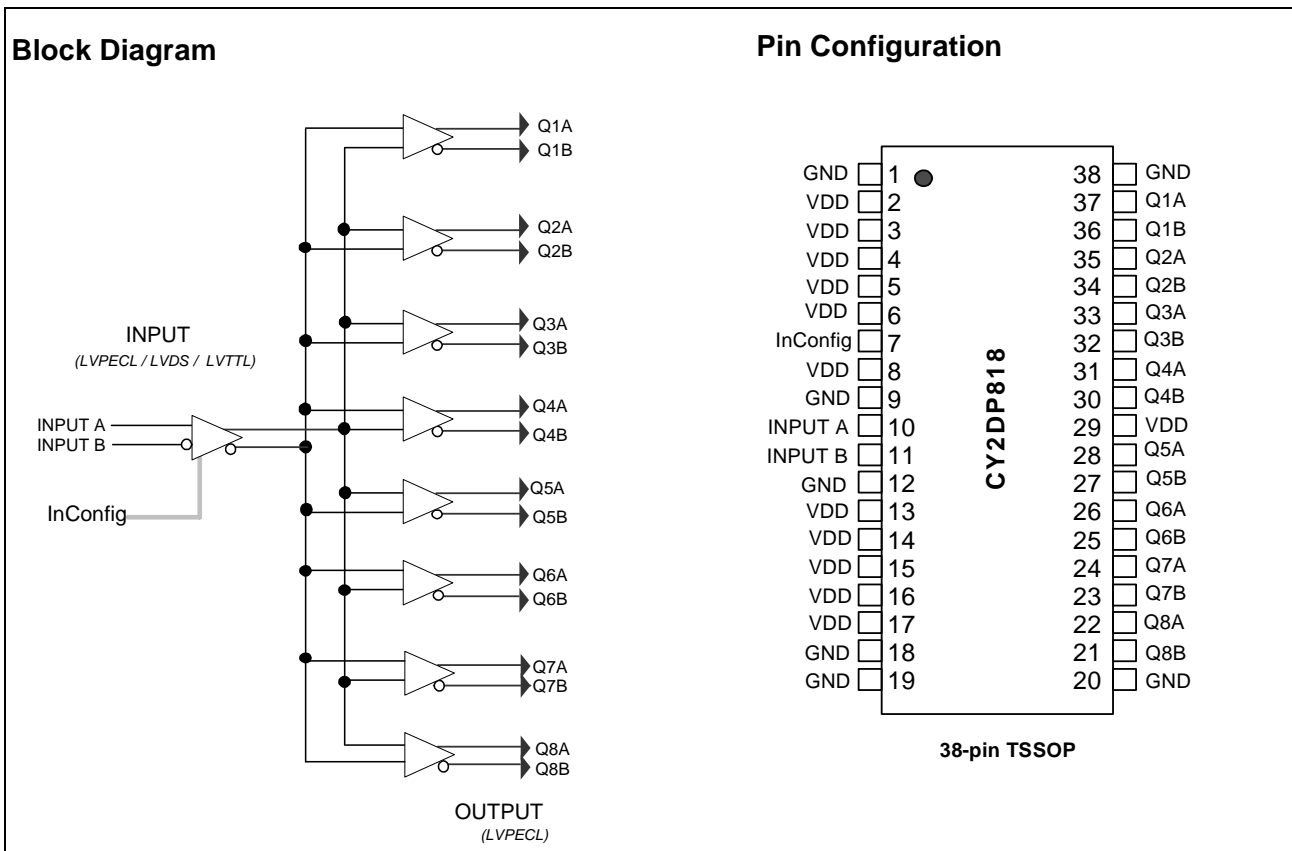 Block Diagram
Q1A
Q1B
Q2A
Q2B
Q3A
Q3B
INPUT
(LVPECL / LVDS / LVTTL)
Q4A
Q4B
INPUT A
INPUT B
Q5A
Q5B
InConfig
Q6A
Q6B
Q7A
Q7B
Q8A
Q8B
OUTPUT
(LVPECL)
Pin Configuration
GND 1 38 GND
VDD 2 37 Q1A
VDD 3 36 Q1B
VDD 4 35 Q2A
VDD 5 34 Q2B
VDD 6 33 Q3A
InConfig 7 32 Q3B
VDD 8 31 Q4A
GND 9 30 Q4B
INPUT A 10 29 VDD
INPUT B 11 28 Q5A
GND 12 27 Q5B
VDD 13 26 Q6A
VDD 14 25 Q6B
VDD 15 24 Q7A
VDD 16 23 Q7B
VDD 17 22 Q8A
GND 18 21 Q8B
GND 19 20 GND
CY2DP818
38-pin TSSOP